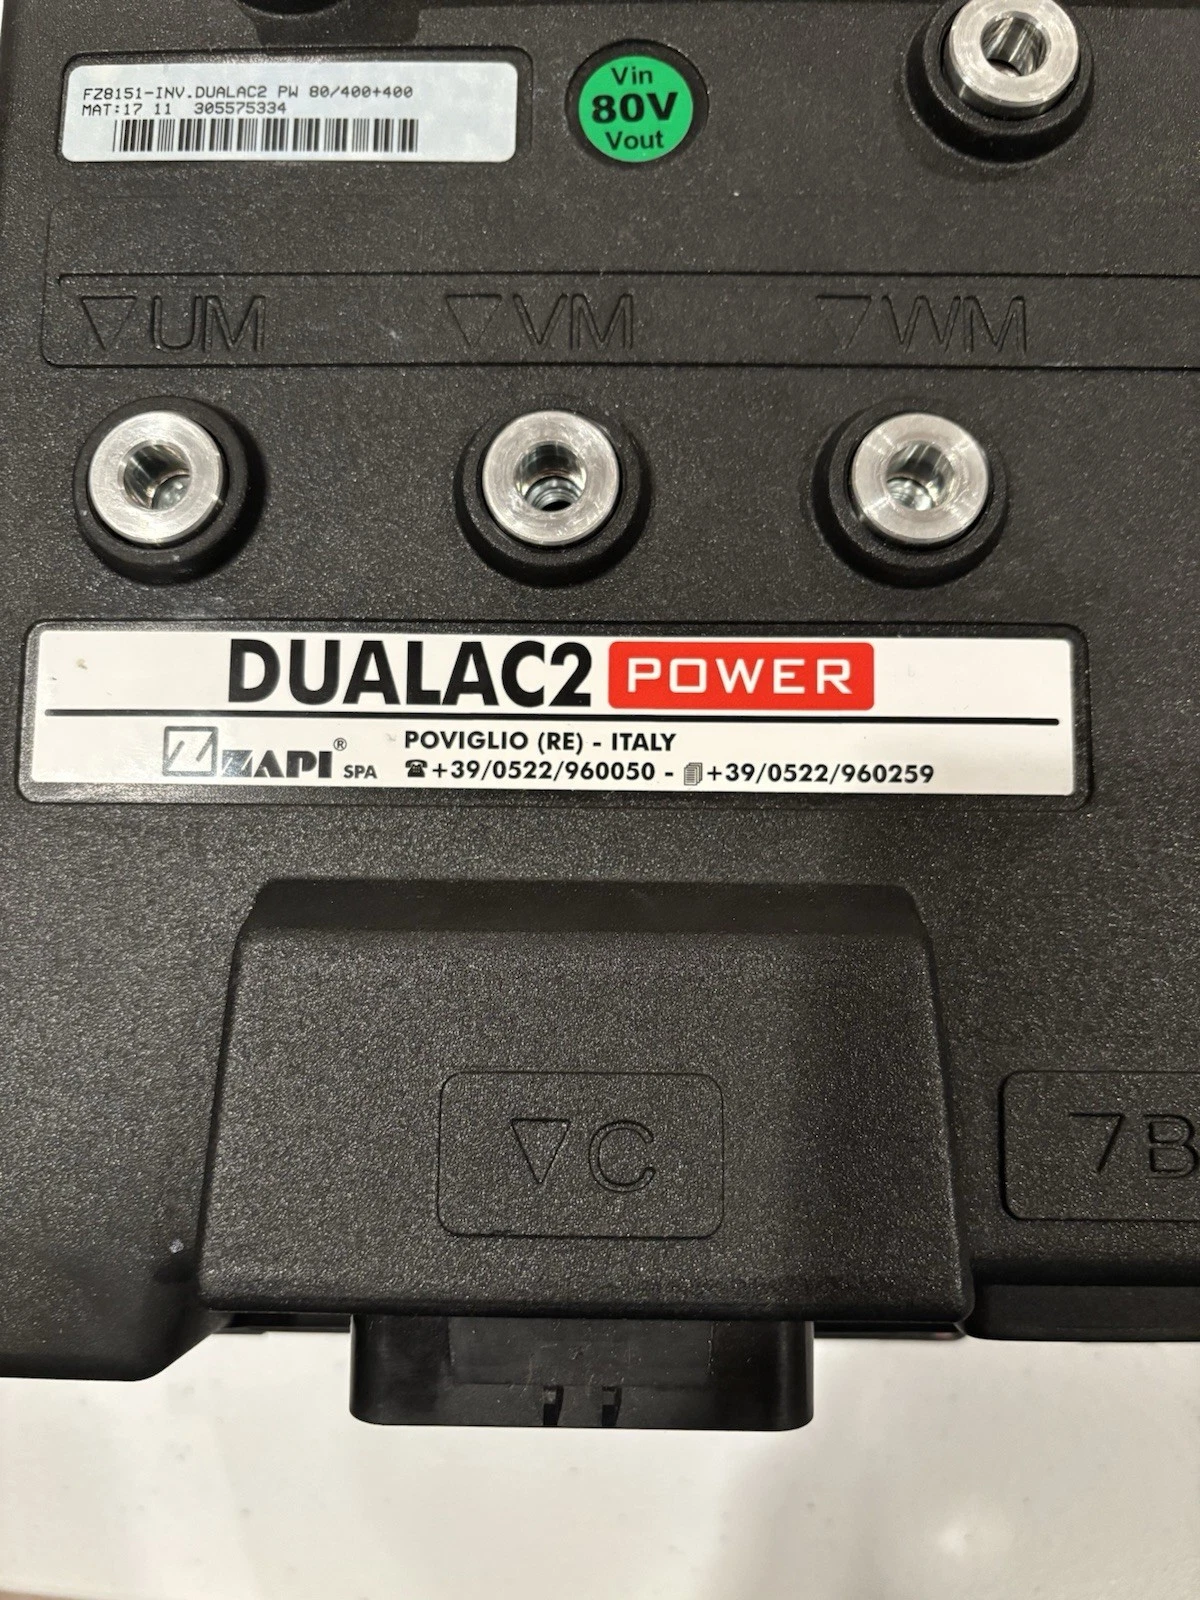 FZ8151-INV.DUALAC2 PW 80/400+400
MAT:17 11 305575334
Vin
80V
Vout
▽UM ▽VM ▽WM
DUALAC2 POWER
Z ZAPI® SPA
POVIGLIO (RE) - ITALY
☎+39/0522/960050 - +39/0522/960259
▽C
▽B